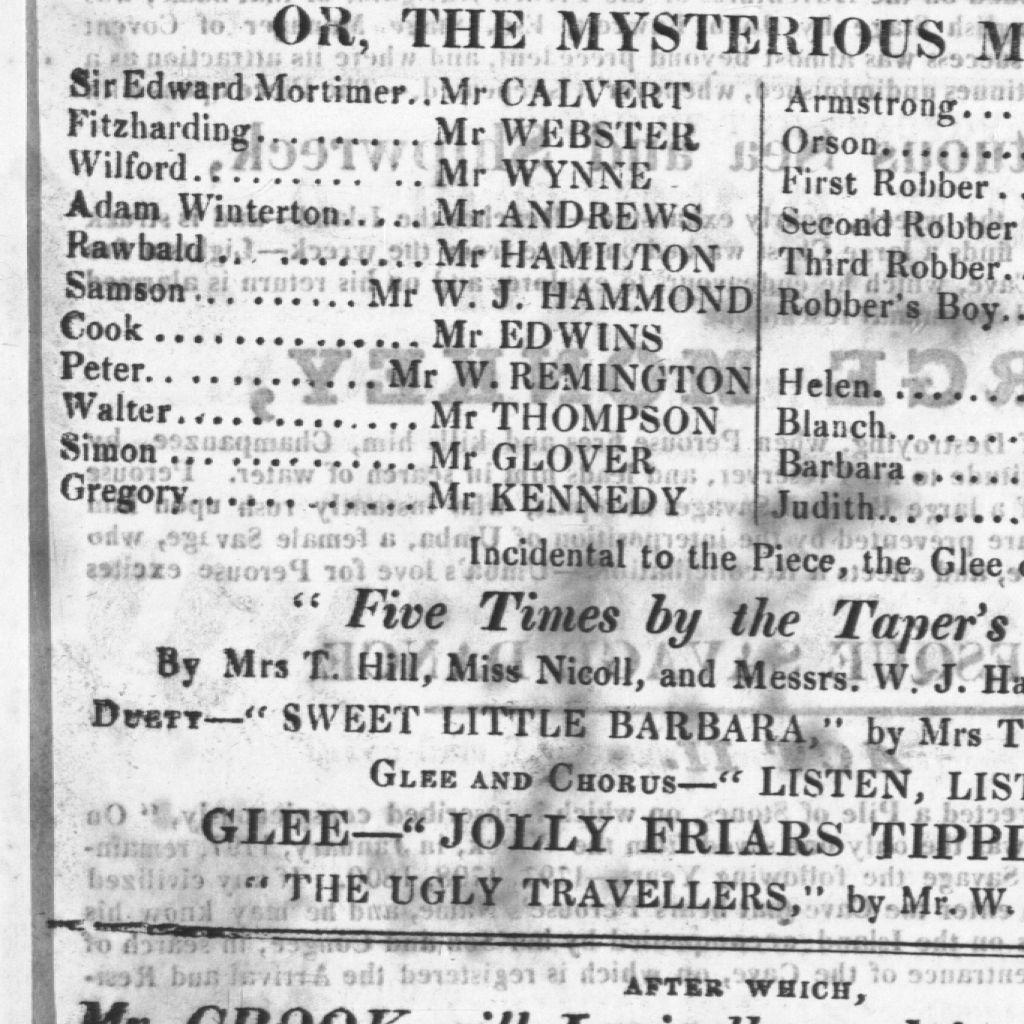 OR, THE MYSTERIOUS M
Sir Edward Mortimer..Mr CALVERT
Fitzharding.......... Mr WEBSTER
Wilford.......... .. Mr WYNNE
Adam Winterton.... . Mr ANDREWS
Rawbald .. ......... Mr HAMILTON
Samson.......... Mr W. J. HAMMOND
Cook .............. Mr EDWINS
Peter.. .......... Mr W. REMINGTON
Walter............. Mr THOMPSON
Simon ... .......... Mr GLOVER
Gregory...... ...... Mr KENNEDY
Armstrong...
Orson........
First Robber ..
Second Robber
Third Robber.
Robber's Boy..
Helen. .......
Blanch......
Barbara ......
Judith........
Incidental to the Piece, the Glee,
“ Five Times by the Taper's
By Mrs T. Hill, Miss Nicoll, and Messrs. W. J. Ha
DUETT—“ SWEET LITTLE BARBARA,” by Mrs T
GLEE AND CHORUS—“ LISTEN, LIST
GLEE—“ JOLLY FRIARS TIPPL
“ THE UGLY TRAVELLERS,” by Mr. W.
AFTER WHICH,
Mr. CROOK